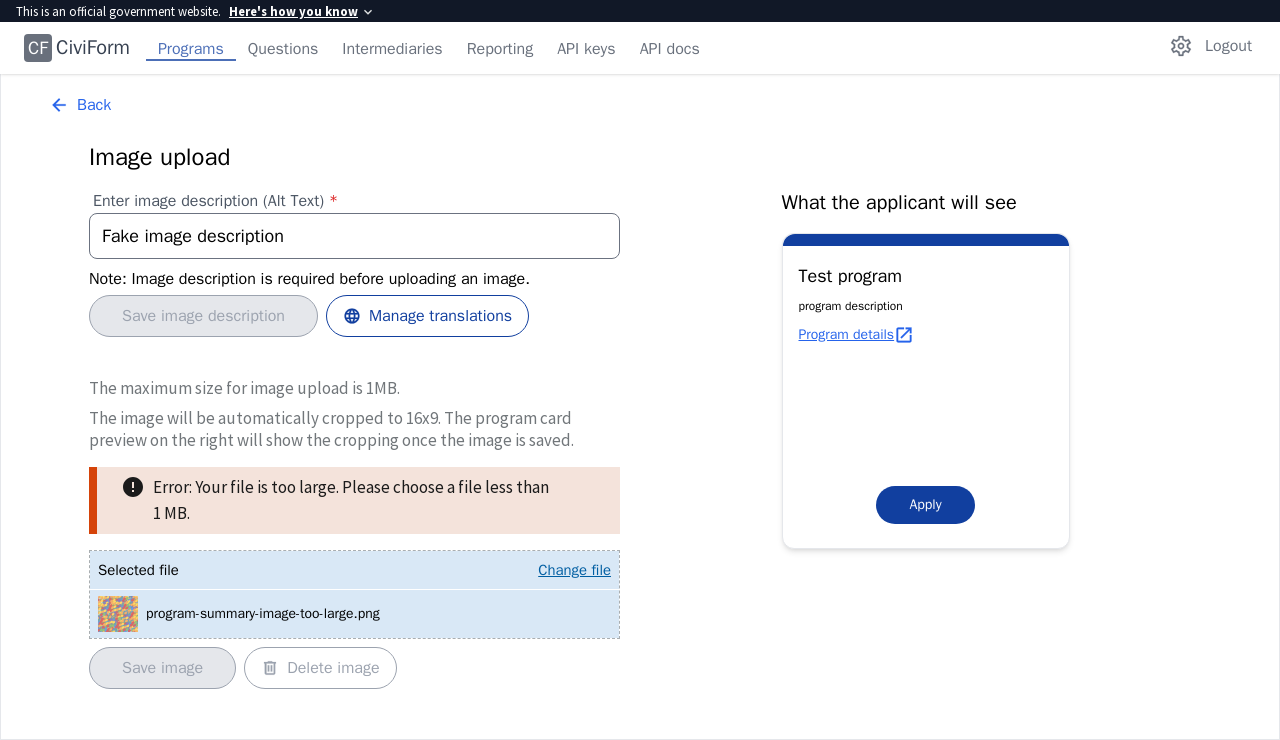 This is an official government website. Here's how you know
CF CiviForm Programs Questions Intermediaries Reporting API keys API docs Logout
Back
Image upload
Enter image description (Alt Text) *
Fake image description
Note: Image description is required before uploading an image.
Save image description Manage translations
The maximum size for image upload is 1MB.
The image will be automatically cropped to 16x9. The program card
preview on the right will show the cropping once the image is saved.
Error: Your file is too large. Please choose a file less than
1 MB.
Selected file Change file
program-summary-image-too-large.png
Save image Delete image
What the applicant will see
Test program
program description
Program details
Apply